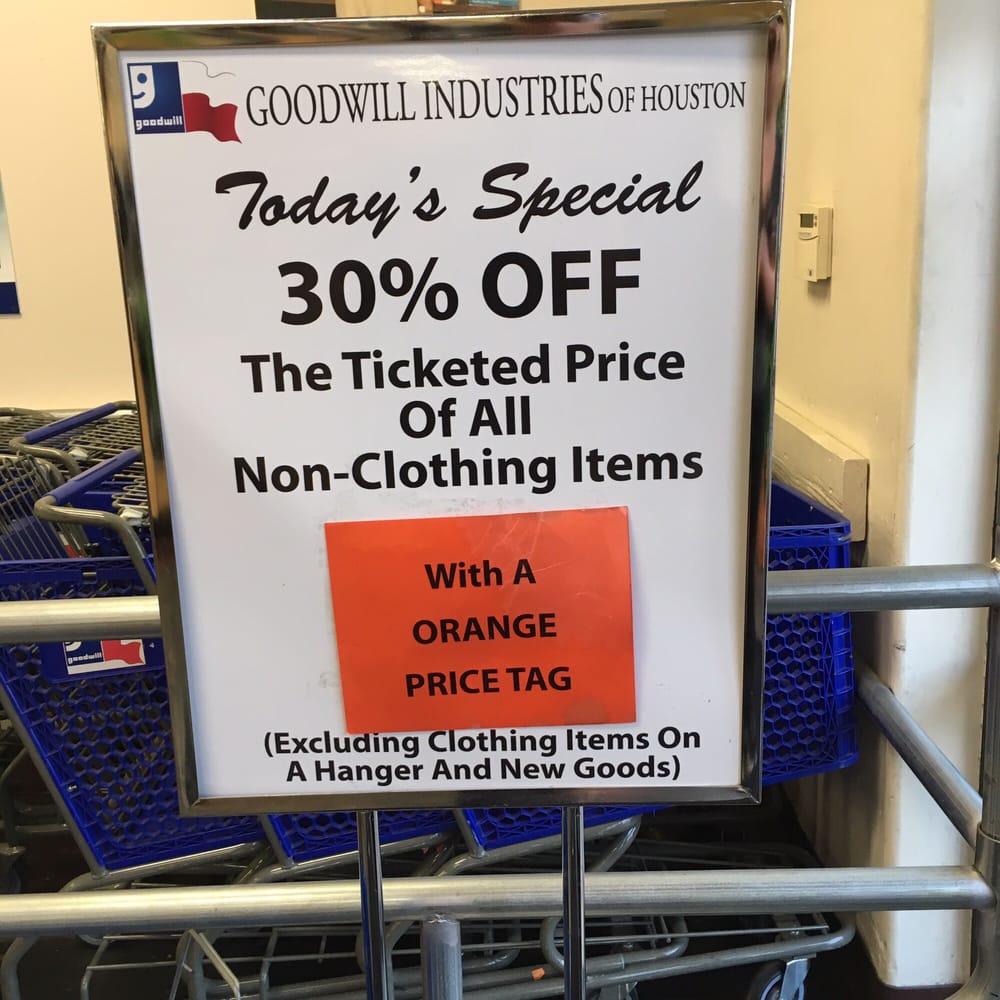 g
goodwill
GOODWILL INDUSTRIES OF HOUSTON
Today's Special
30% OFF
The Ticketed Price
Of All
Non-Clothing Items
With A
ORANGE
PRICE TAG
(Excluding Clothing Items On
A Hanger And New Goods)
goodwill